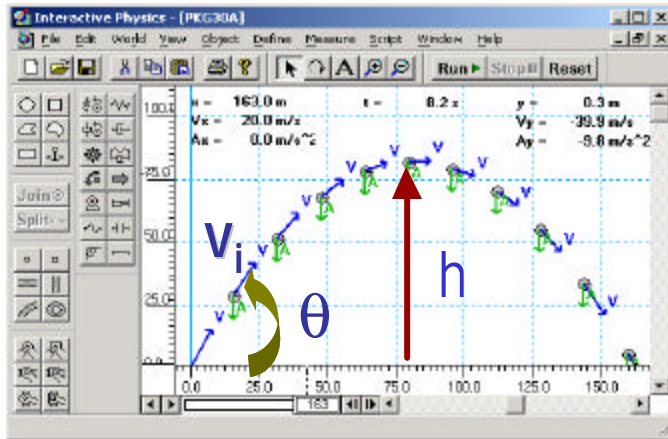 Interactive Physics - [PKG30A]
File Edit World View Object Define Measure Script Window Help
A ? Run Stop Reset
x = 163.0 m t = 8.2 s y = 0.3 m
Vx = 20.0 m/s Vy = -39.9 m/s
Ax = 0.0 m/s^2 Ay = -9.8 m/s^2
100.0
75.0
50.0
25.0
0.0
V V V V V V V V V V
A A A A A A A A A
Vi
θ
h
Join
Split
0.0 25.0 50.0 75.0 100.0 125.0 150.0
163